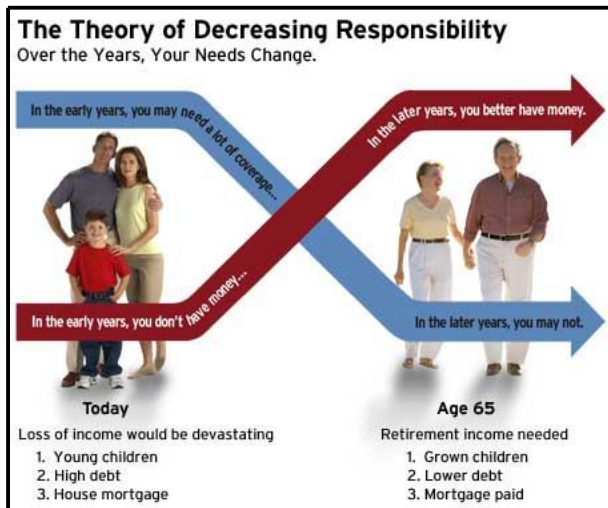 The Theory of Decreasing Responsibility
Over the Years, Your Needs Change.
In the early years, you may need a lot of coverage...
In the later years, you better have money.
In the early years, you don't have money...
In the later years, you may not.
Today
Loss of income would be devastating
1. Young children
2. High debt
3. House mortgage
Age 65
Retirement income needed
1. Grown children
2. Lower debt
3. Mortgage paid